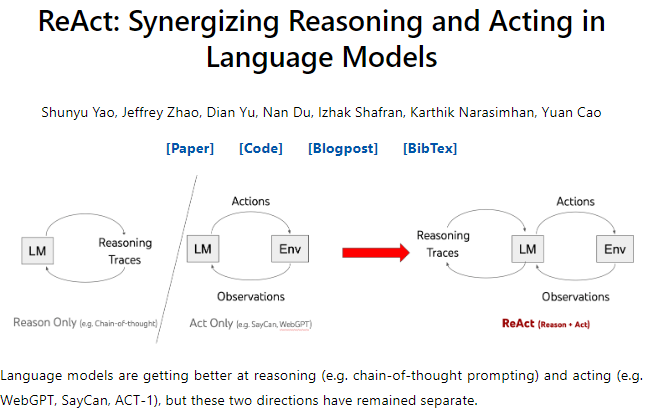 ReAct: Synergizing Reasoning and Acting in
Language Models
Shunyu Yao, Jeffrey Zhao, Dian Yu, Nan Du, Izhak Shafran, Karthik Narasimhan, Yuan Cao
[Paper] [Code] [Blogpost] [BibTex]
LM
Reasoning
Traces
Reason Only (e.g. Chain-of-thought)
Actions
LM
Env
Observations
Act Only (e.g. SayCan, WebGPT)
Reasoning
Traces
Actions
LM
Env
Observations
ReAct (Reason + Act)
Language models are getting better at reasoning (e.g. chain-of-thought prompting) and acting (e.g.
WebGPT, SayCan, ACT-1), but these two directions have remained separate.